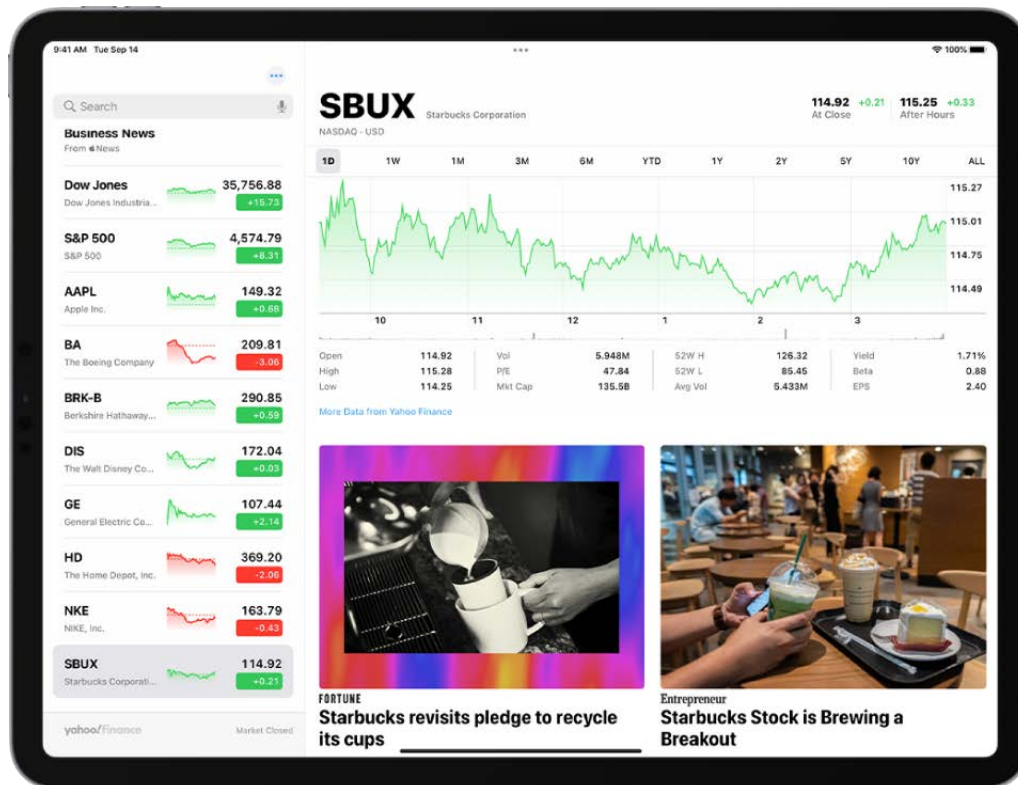 9:41 AM Tue Sep 14
100%
Search
Business News
From News
Dow Jones
35,756.88
Dow Jones Industria...
+15.73
S&P 500
4,574.79
S&P 500
+8.31
AAPL
149.32
Apple Inc.
+0.68
BA
209.81
The Boeing Company
-3.06
BRK-B
290.85
Berkshire Hathaway...
+0.59
DIS
172.04
The Walt Disney Co...
+0.03
GE
107.44
General Electric Co...
+2.14
HD
369.20
The Home Depot, Inc.
-2.06
NKE
163.79
NIKE, Inc.
-0.43
SBUX
114.92
Starbucks Corporati...
+0.21
yahoo!finance
Market Closed
SBUX Starbucks Corporation
NASDAQ · USD
114.92 +0.21
At Close
115.25 +0.33
After Hours
1D 1W 1M 3M 6M YTD 1Y 2Y 5Y 10Y ALL
115.27
115.01
114.75
114.49
10 11 12 1 2 3
Open 114.92 Vol 5.948M 52W H 126.32 Yield 1.71%
High 115.28 P/E 47.84 52W L 85.45 Beta 0.88
Low 114.25 Mkt Cap 135.5B Avg Vol 5.433M EPS 2.40
More Data from Yahoo Finance
FORTUNE
Starbucks revisits pledge to recycle
its cups
Entrepreneur
Starbucks Stock is Brewing a
Breakout